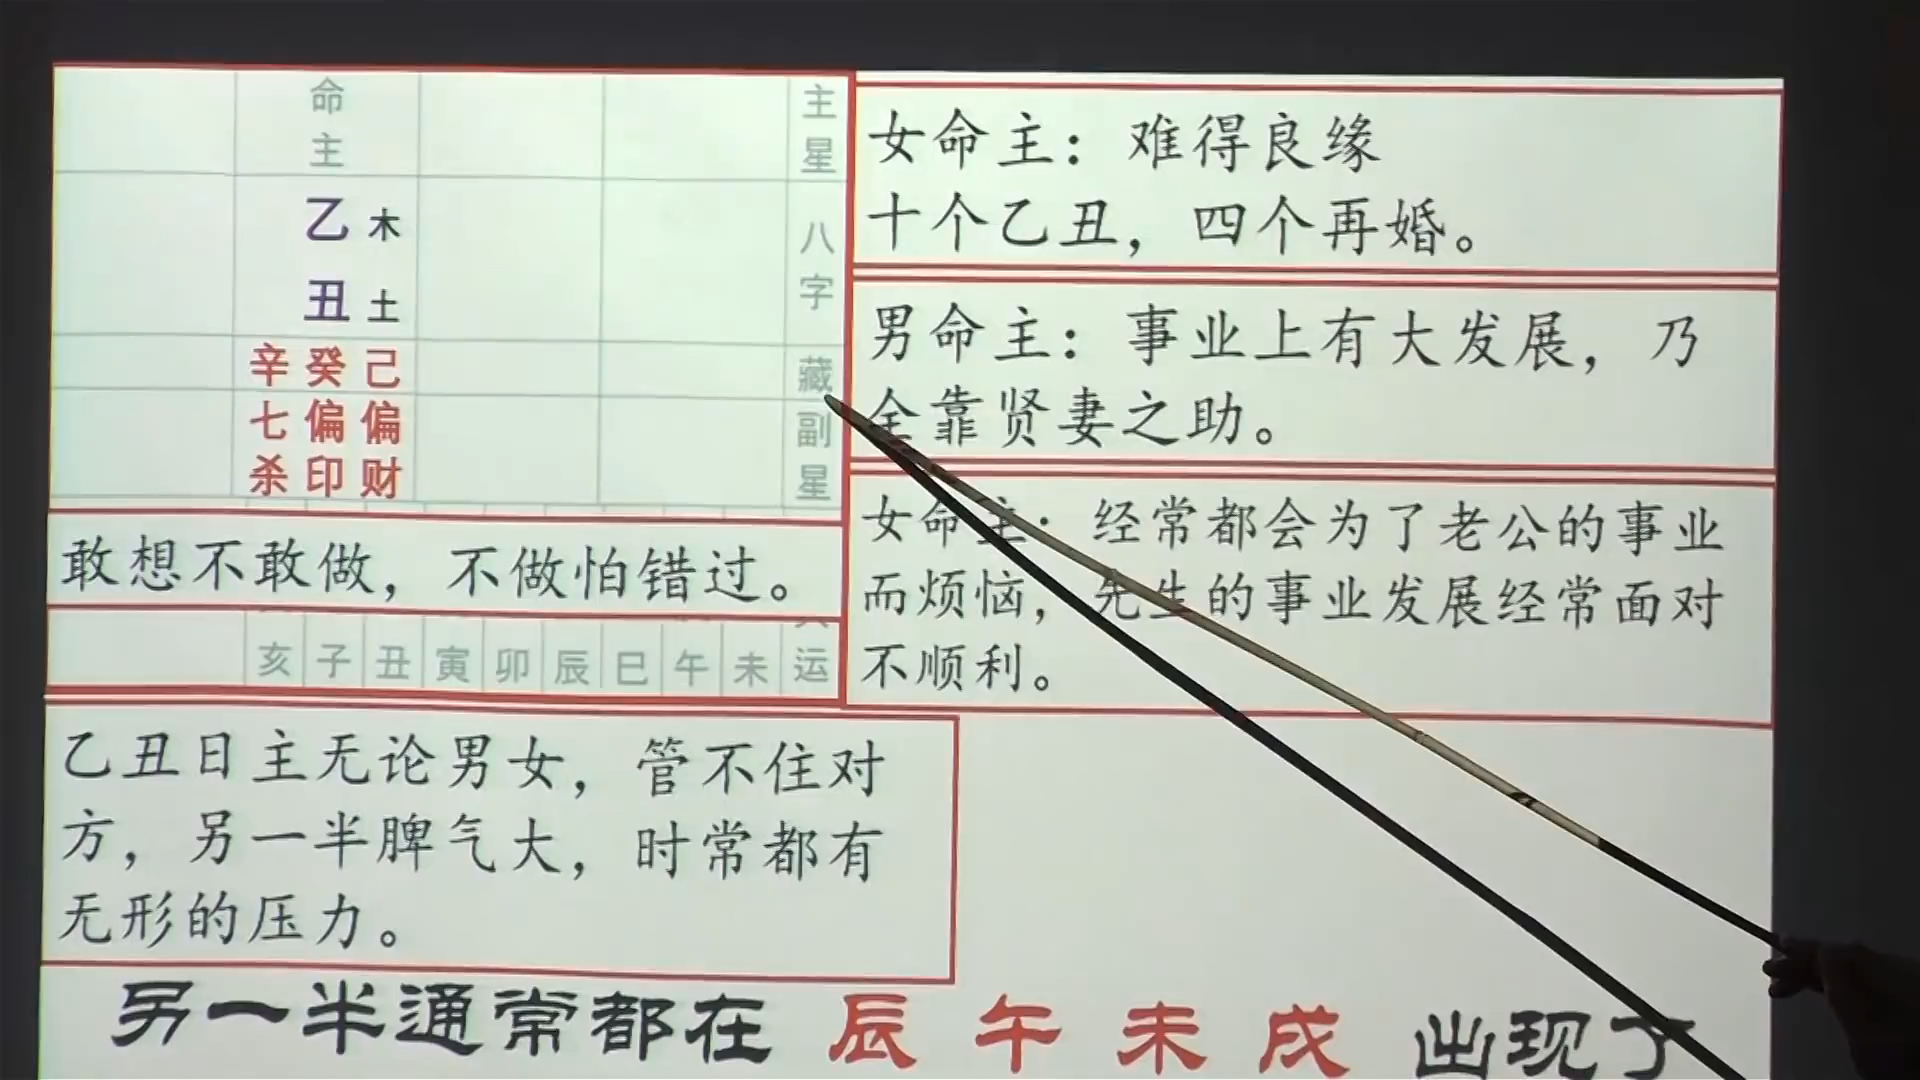 命主
主星
乙 木
丑 土
八字
辛 癸 己
藏
七杀 偏印 偏财
副星
敢想不敢做，不做怕错过。
亥 子 丑 寅 卯 辰 巳 午 未
运
乙丑日主无论男女，管不住对
方，另一半脾气大，时常都有
无形的压力。
女命主：难得良缘
十个乙丑，四个再婚。
男命主：事业上有大发展，乃
全靠贤妻之助。
女命主：经常都会为了老公的事业
而烦恼，先生的事业发展经常面对
不顺利。
另一半通常都在 辰 午 未 戌 出现了